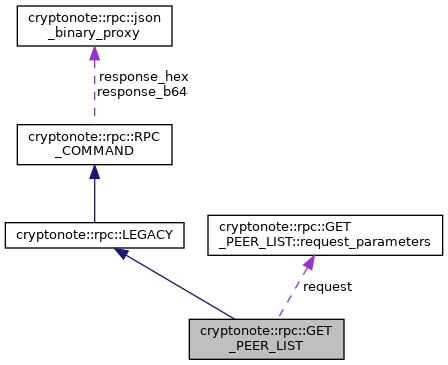 cryptonote::rpc::json
_binary_proxy
response_hex
response_b64
cryptonote::rpc::RPC
_COMMAND
cryptonote::rpc::LEGACY
cryptonote::rpc::GET
_PEER_LIST::request_parameters
request
cryptonote::rpc::GET
_PEER_LIST